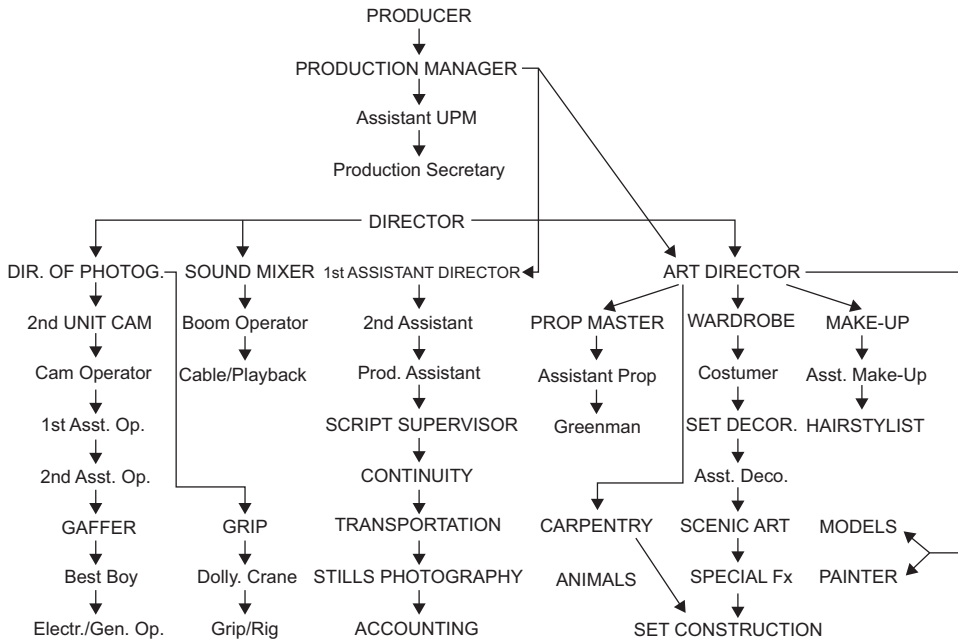 PRODUCER
PRODUCTION MANAGER
Assistant UPM
Production Secretary
DIRECTOR
DIR. OF PHOTOG. SOUND MIXER 1st ASSISTANT DIRECTOR ART DIRECTOR
2nd UNIT CAM Boom Operator 2nd Assistant PROP MASTER WARDROBE MAKE-UP
Cam Operator Cable/Playback Prod. Assistant Assistant Prop Costumer Asst. Make-Up
1st Asst. Op. SCRIPT SUPERVISOR Greenman SET DECOR. HAIRSTYLIST
2nd Asst. Op. CONTINUITY Asst. Deco.
GAFFER GRIP TRANSPORTATION CARPENTRY SCENIC ART MODELS
Best Boy Dolly. Crane STILLS PHOTOGRAPHY ANIMALS SPECIAL Fx PAINTER
Electr./Gen. Op. Grip/Rig ACCOUNTING SET CONSTRUCTION